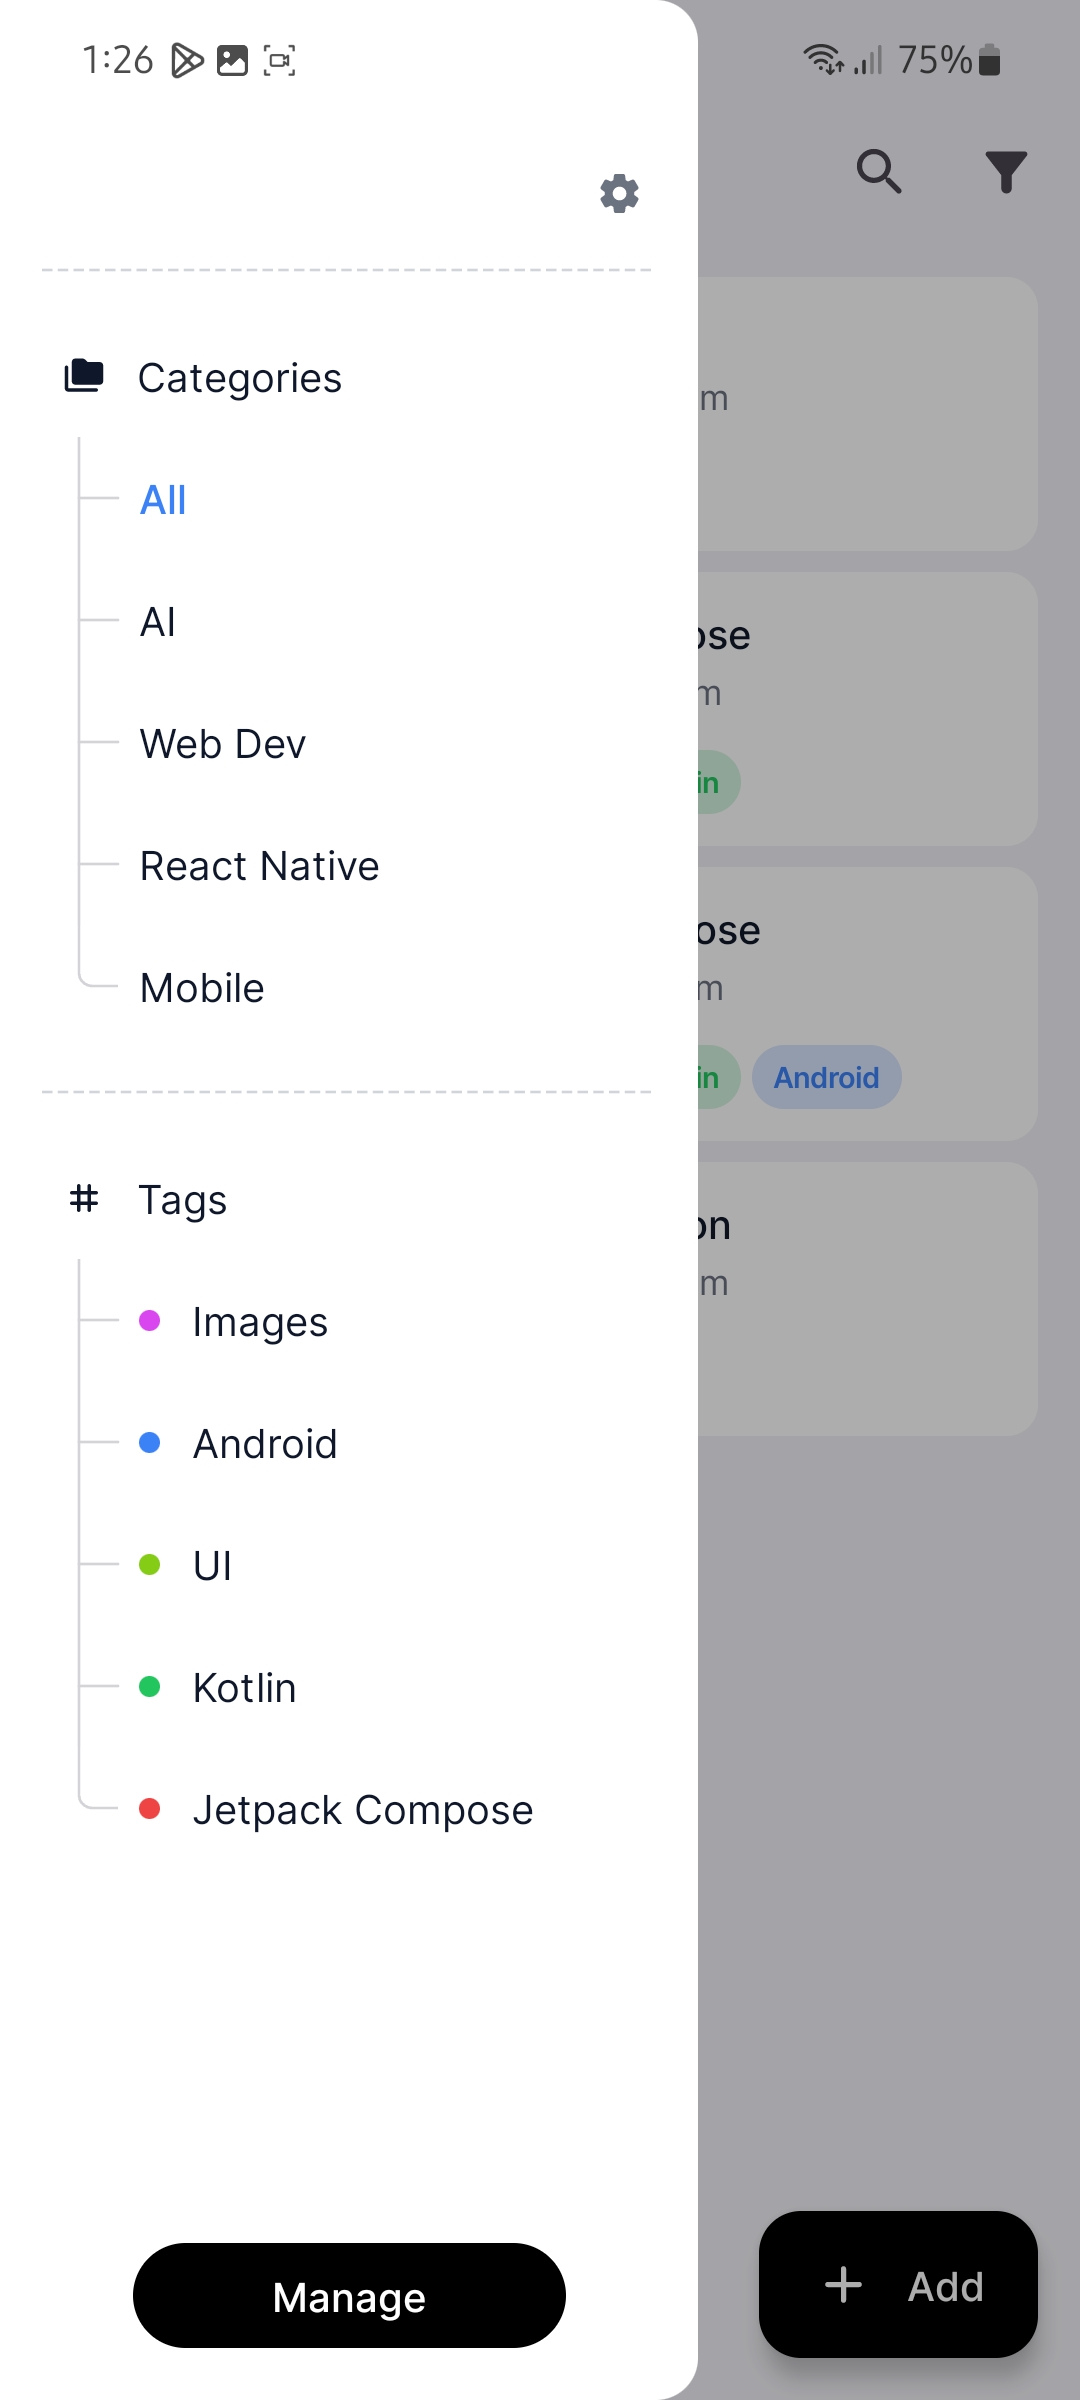 1:26
75%
Categories
All
AI
Web Dev
React Native
Mobile
Tags
Images
Android
UI
Kotlin
Jetpack Compose
Manage
m
ose
m
in
ose
m
in
Android
on
m
Add